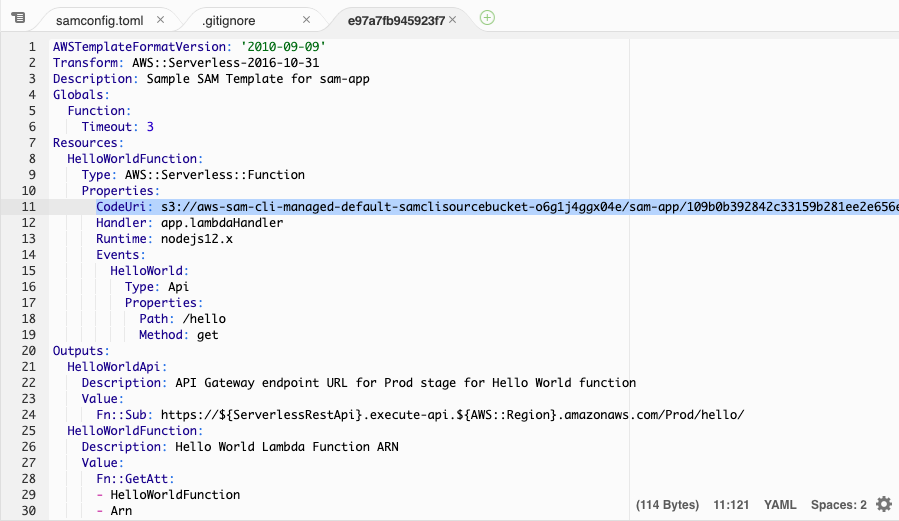 samconfig.toml × .gitignore × e97a7fb945923f7 ×
1 AWSTemplateFormatVersion: '2010-09-09'
2 Transform: AWS::Serverless-2016-10-31
3 Description: Sample SAM Template for sam-app
4 Globals:
5   Function:
6     Timeout: 3
7 Resources:
8   HelloWorldFunction:
9     Type: AWS::Serverless::Function
10     Properties:
11       CodeUri: s3://aws-sam-cli-managed-default-samclisourcebucket-o6g1j4ggx04e/sam-app/109b0b392842c33159b281ee2e656e
12       Handler: app.lambdaHandler
13       Runtime: nodejs12.x
14       Events:
15         HelloWorld:
16           Type: Api
17           Properties:
18             Path: /hello
19             Method: get
20 Outputs:
21   HelloWorldApi:
22     Description: API Gateway endpoint URL for Prod stage for Hello World function
23     Value:
24       Fn::Sub: https://${ServerlessRestApi}.execute-api.${AWS::Region}.amazonaws.com/Prod/hello/
25   HelloWorldFunction:
26     Description: Hello World Lambda Function ARN
27     Value:
28       Fn::GetAtt:
29       - HelloWorldFunction
30       - Arn
(114 Bytes) 11:121 YAML Spaces: 2